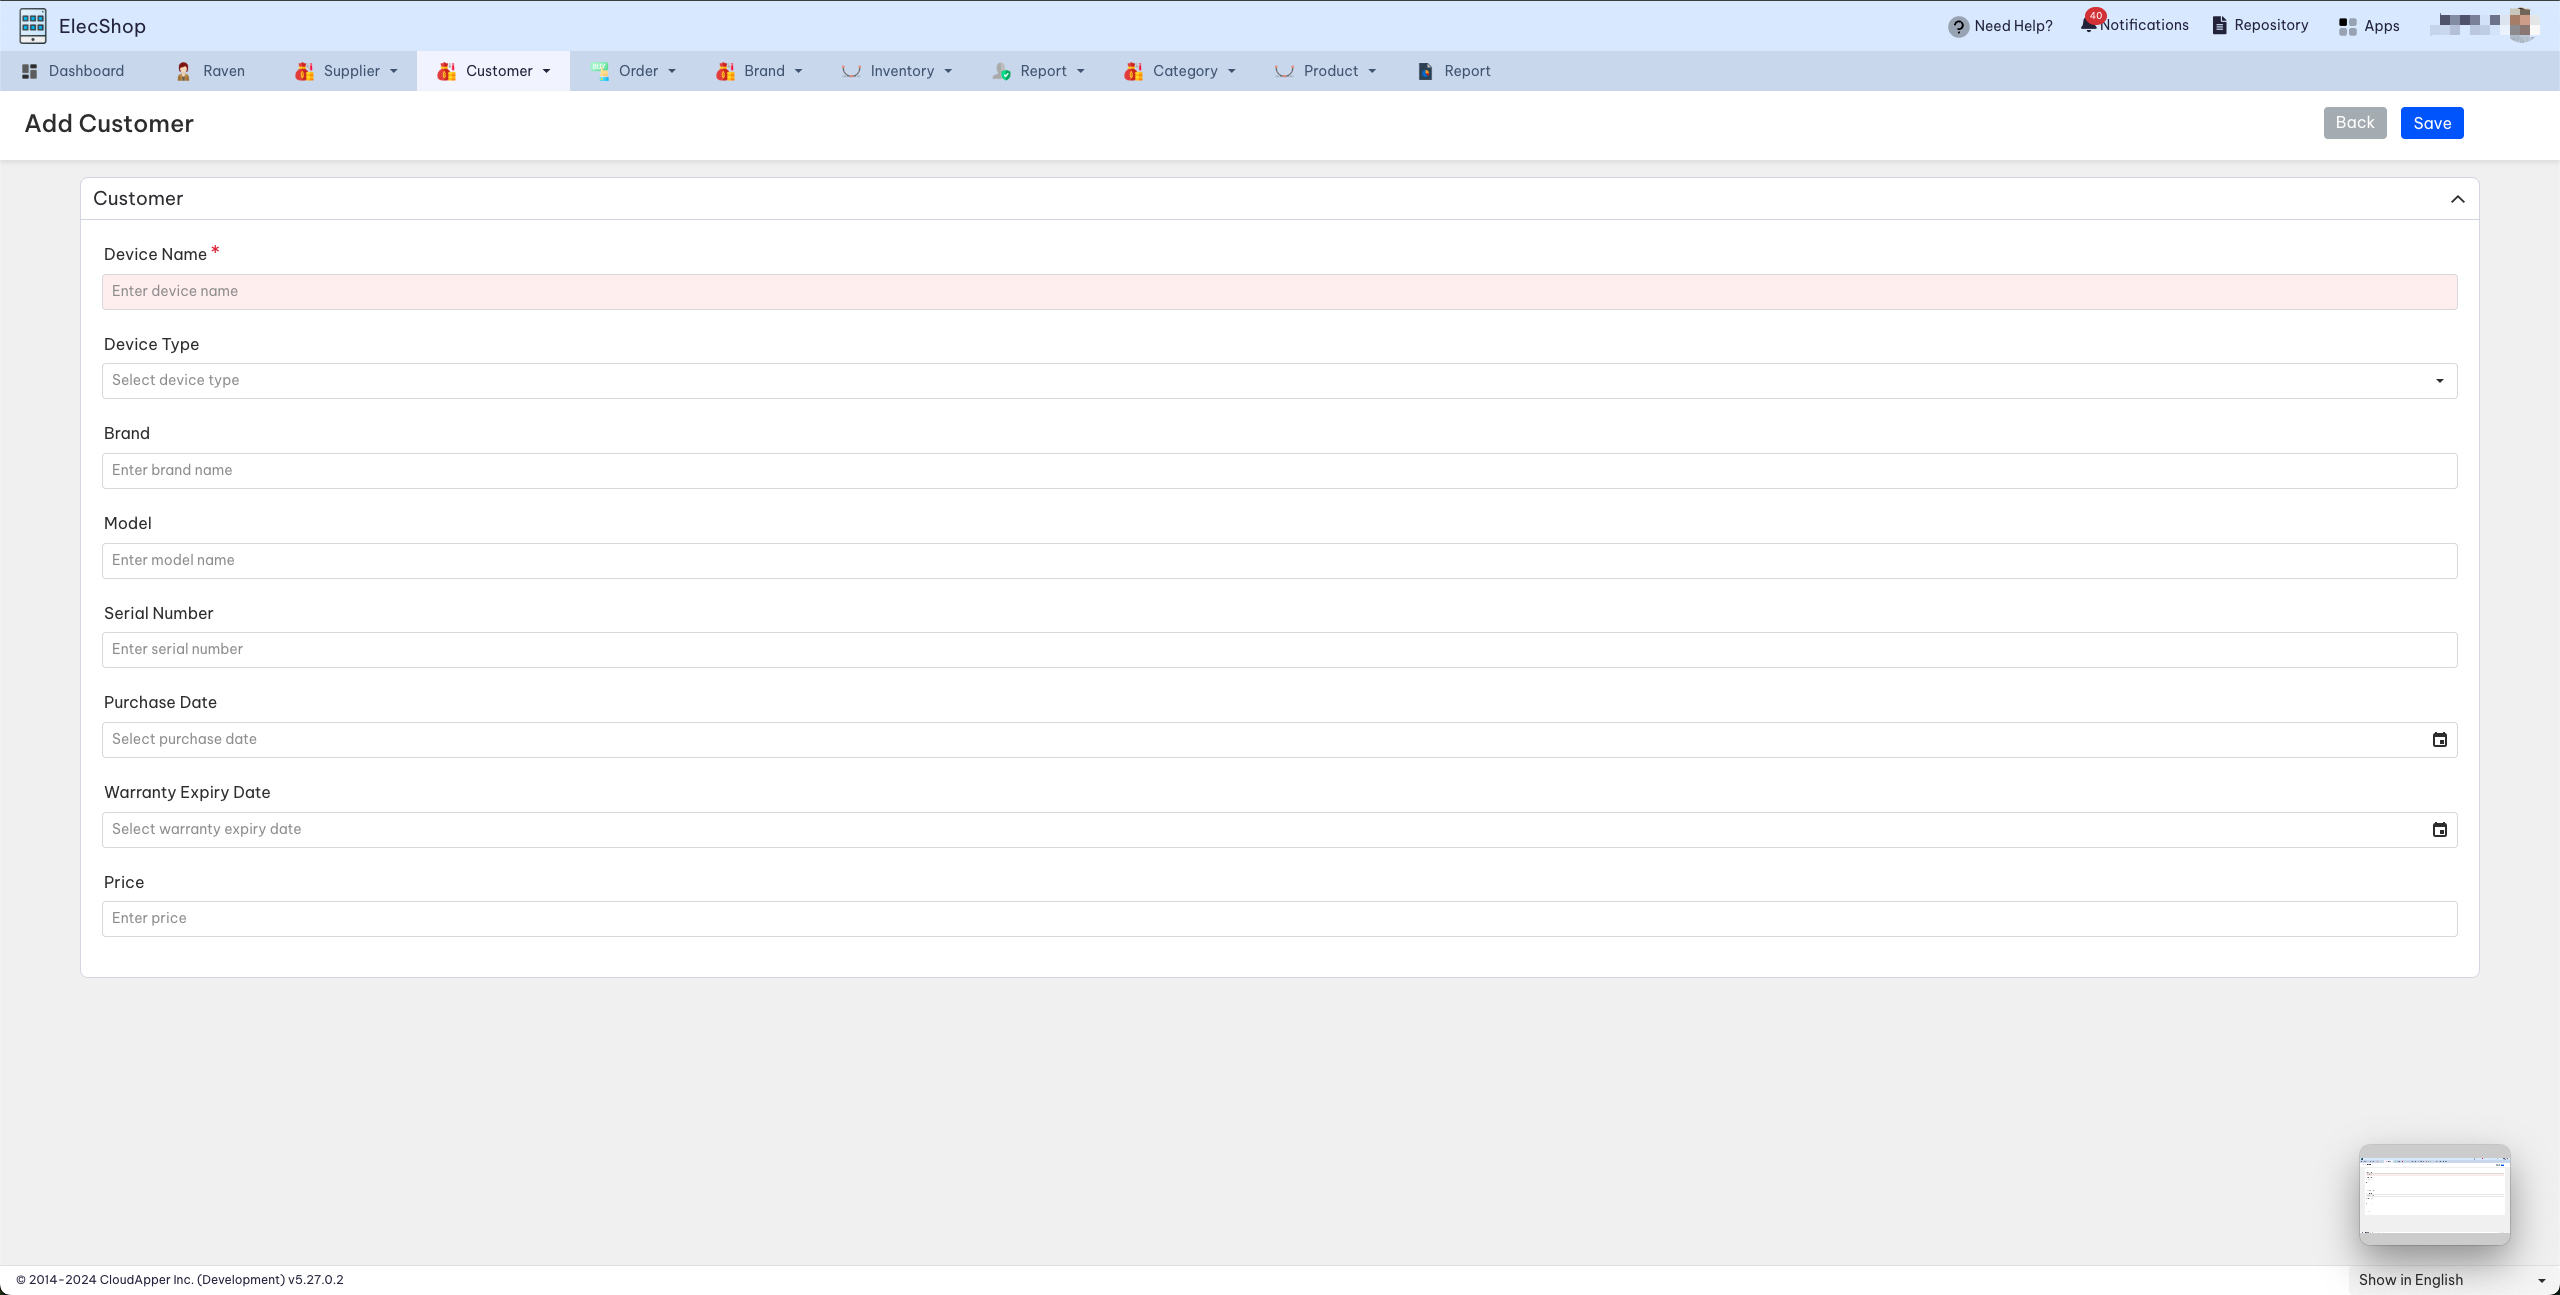 ElecShop
Need Help?
40
Notifications
Repository
Apps
Dashboard
Raven
Supplier
Customer
Order
Brand
Inventory
Report
Category
Product
Report
Add Customer
Back
Save
Customer
Device Name *
Enter device name
Device Type
Select device type
Brand
Enter brand name
Model
Enter model name
Serial Number
Enter serial number
Purchase Date
Select purchase date
Warranty Expiry Date
Select warranty expiry date
Price
Enter price
© 2014-2024 CloudApper Inc. (Development) v5.27.0.2
Show in English